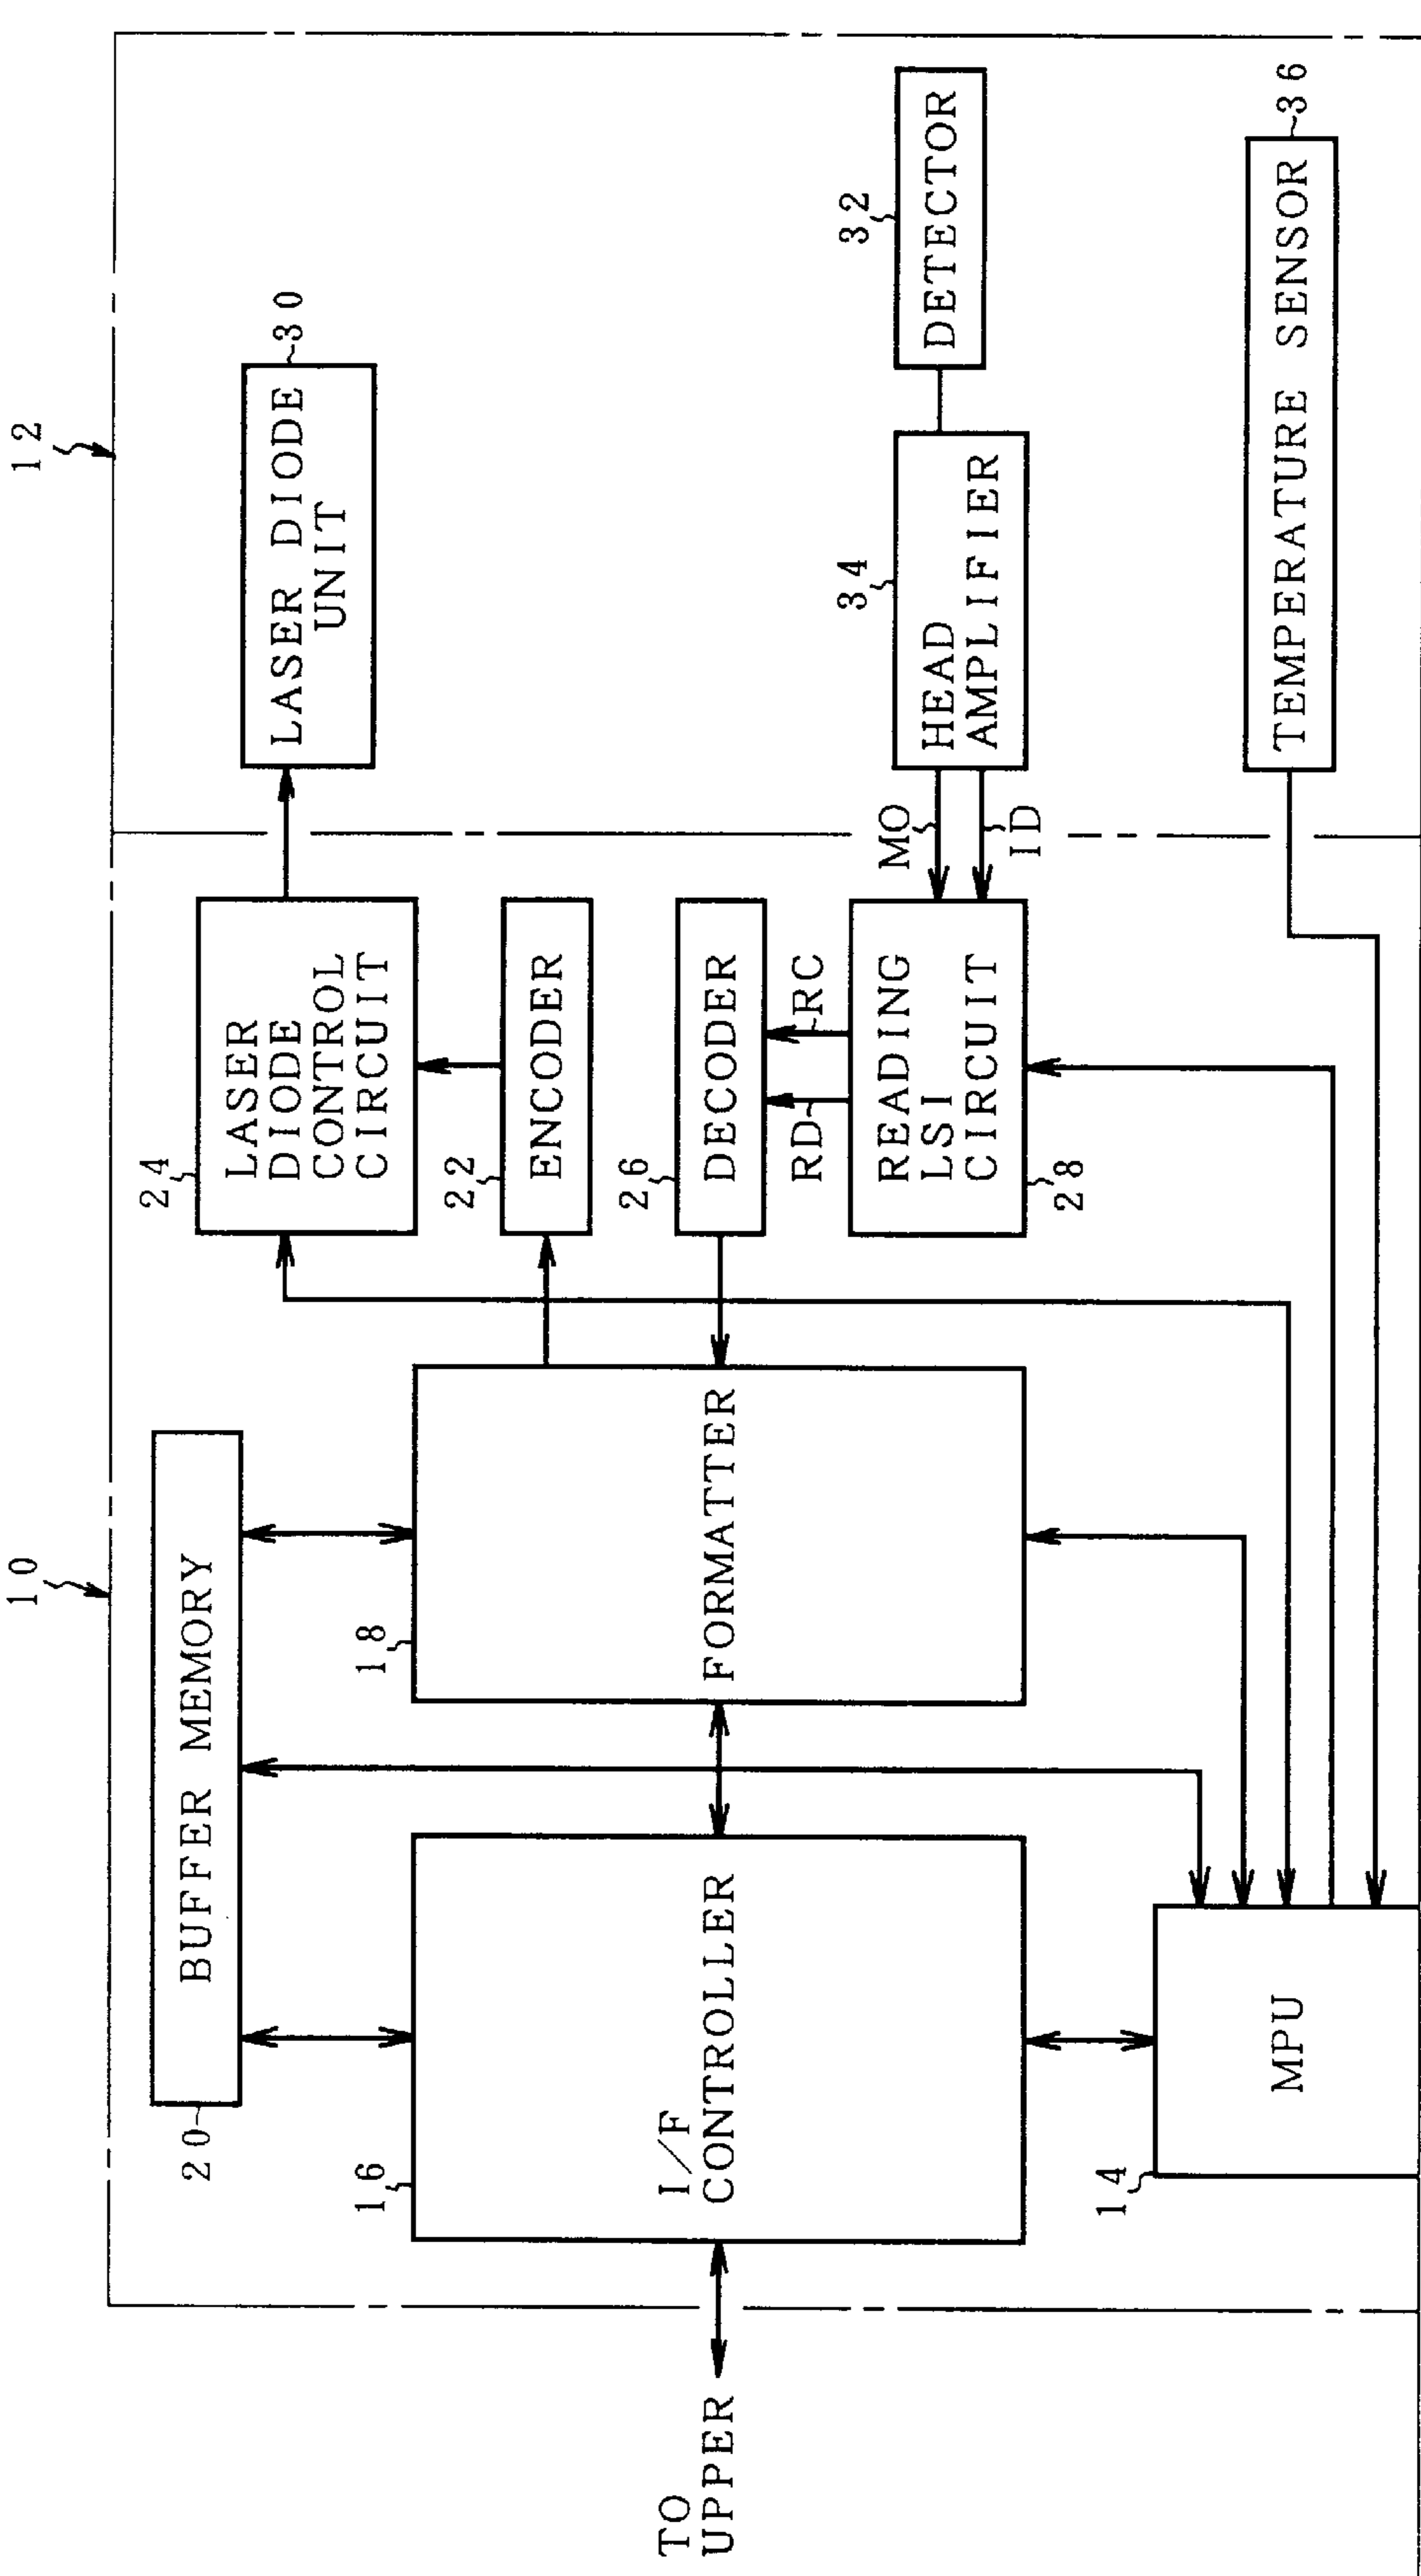 10
12
BUFFER MEMORY
20
24
LASER
DIODE
CONTROL
CIRCUIT
LASER DIODE
UNIT
30
16
I/F
CONTROLLER
18
FORMATTER
22
ENCODER
26
DECODER
RD
RC
READING
LSI
CIRCUIT
28
MO
ID
34
HEAD
AMPLIFIER
32
DETECTOR
TO
UPPER
14
MPU
TEMPERATURE SENSOR
36